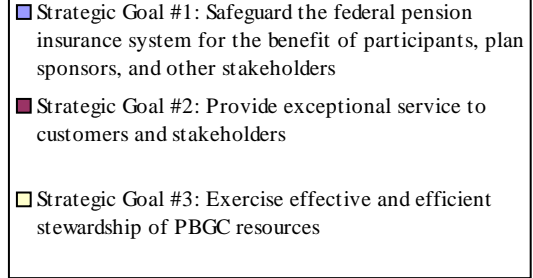 Strategic Goal #1: Safeguard the federal pension
insurance system for the benefit of participants, plan
sponsors, and other stakeholders
Strategic Goal #2: Provide exceptional service to
customers and stakeholders
Strategic Goal #3: Exercise effective and efficient
stewardship of PBGC resources